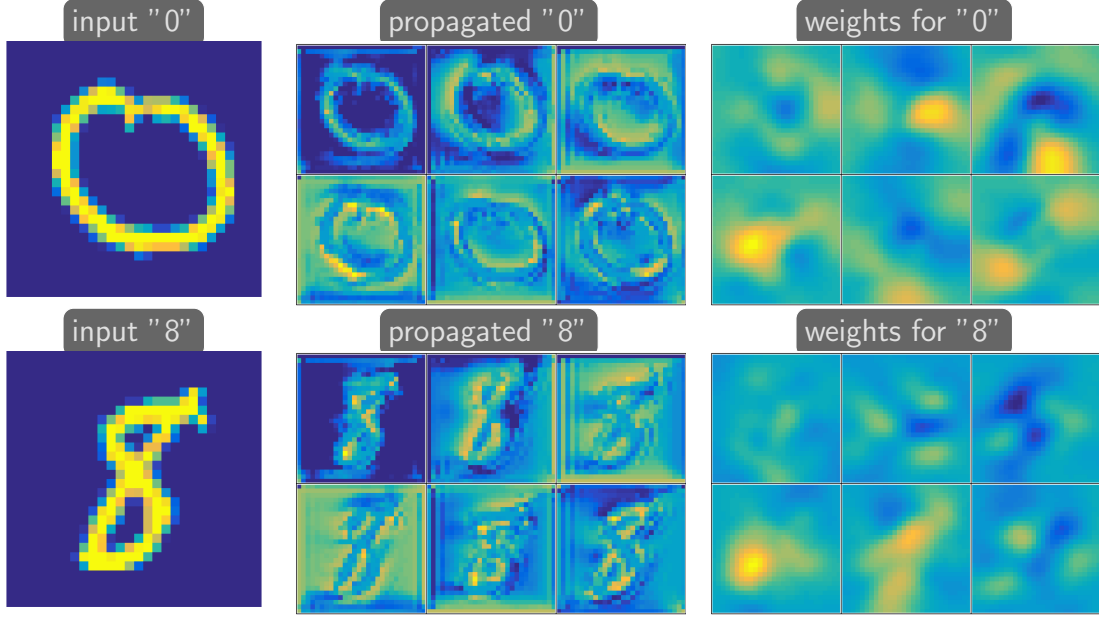 input "0"
propagated "0"
weights for "0"
input "8"
propagated "8"
weights for "8"